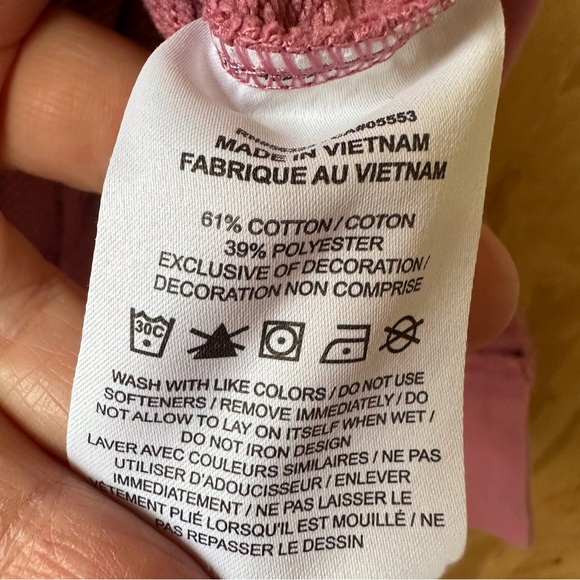 CA#05553
MADE IN VIETNAM
FABRIQUE AU VIETNAM
61% COTTON / COTON
39% POLYESTER
EXCLUSIVE OF DECORATION/
DECORATION NON COMPRISE
30C
WASH WITH LIKE COLORS / DO NOT USE
SOFTENERS / REMOVE IMMEDIATELY / DO
NOT ALLOW TO LAY ON ITSELF WHEN WET /
DO NOT IRON DESIGN
LAVER AVEC COULEURS SIMILAIRES / NE PAS
UTILISER D'ADOUCISSEUR / ENLEVER
IMMEDIATEMENT / NE PAS LAISSER LE
VÊTEMENT PLIÉ LORSQU'IL EST MOUILLÉ / NE
PAS REPASSER LE DESSIN